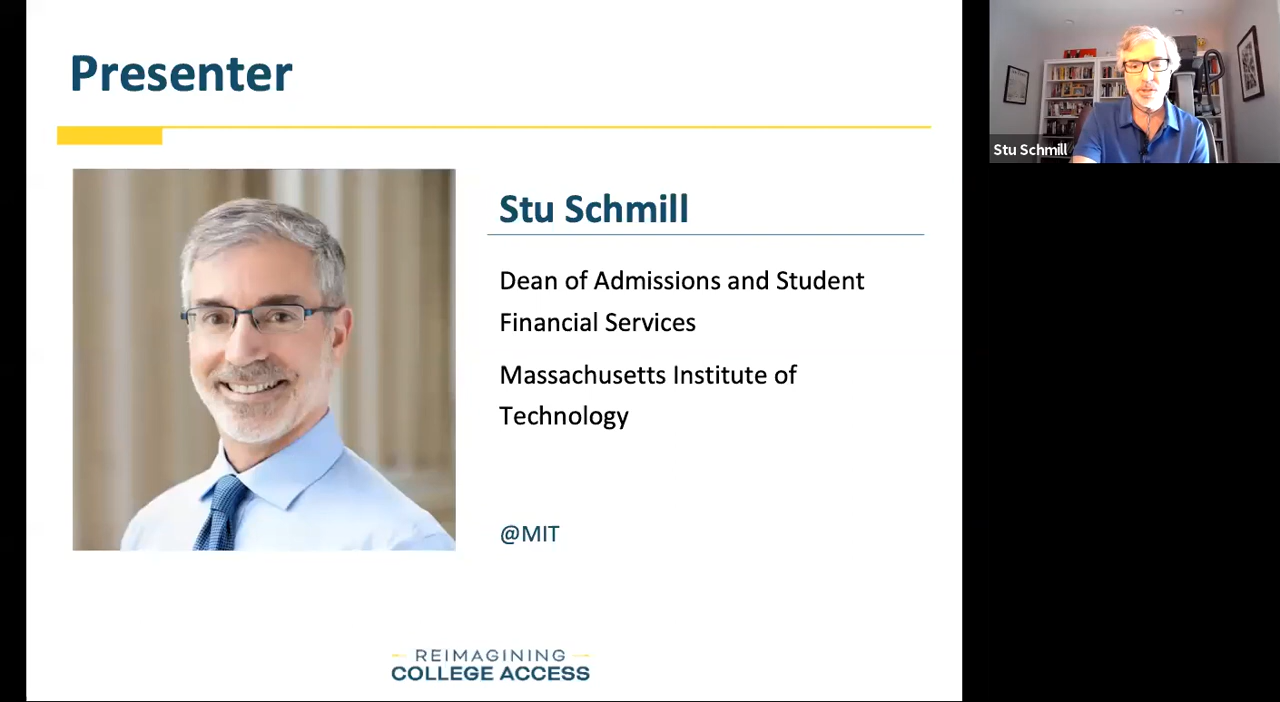 Presenter
Stu Schmill
Dean of Admissions and Student
Financial Services
Massachusetts Institute of
Technology
@MIT
REIMAGINING
COLLEGE ACCESS
Stu Schmill